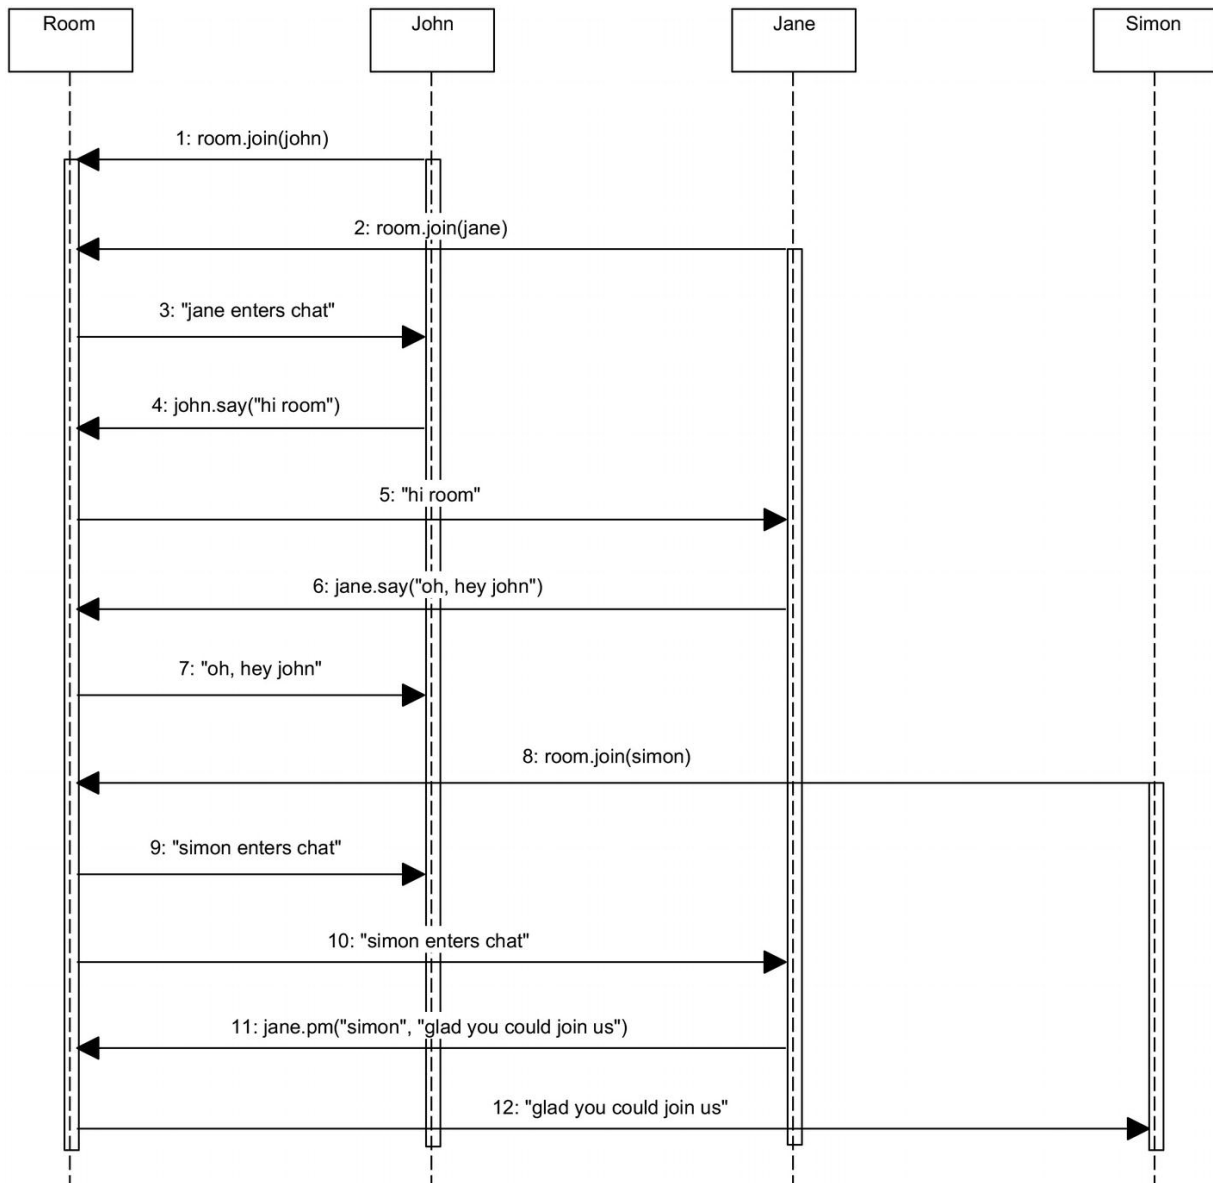 Room
John
Jane
Simon
1: room.join(john)
2: room.join(jane)
3: "jane enters chat"
4: john.say("hi room")
5: "hi room"
6: jane.say("oh, hey john")
7: "oh, hey john"
8: room.join(simon)
9: "simon enters chat"
10: "simon enters chat"
11: jane.pm("simon", "glad you could join us")
12: "glad you could join us"